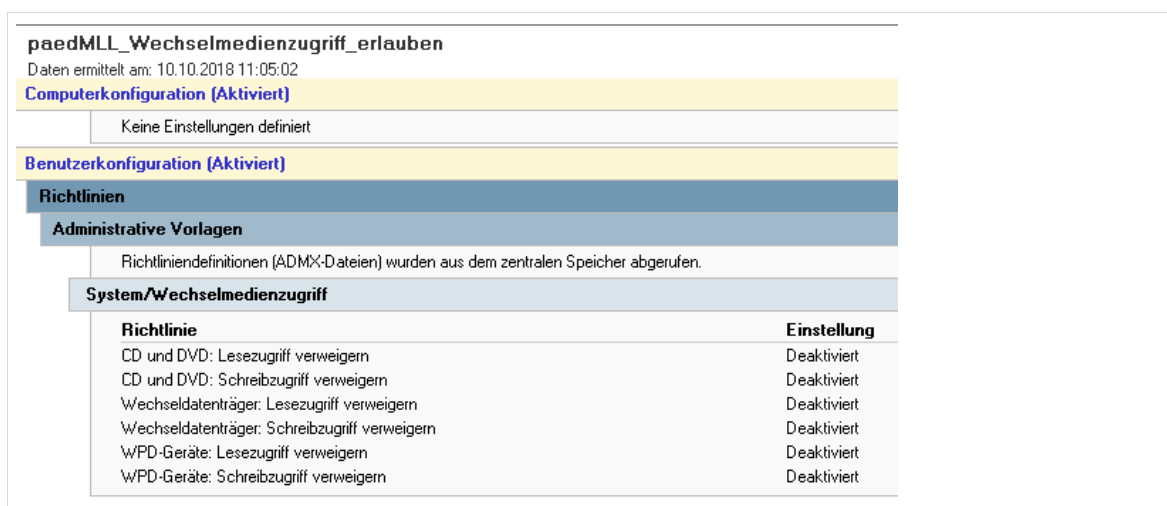 paedMLL_Wechselmedienzugriff_erlauben
Daten ermittelt am: 10.10.2018 11:05:02
Computerkonfiguration (Aktiviert)
Keine Einstellungen definiert
Benutzerkonfiguration (Aktiviert)
Richtlinien
Administrative Vorlagen
Richtliniendefinitionen (ADMX-Dateien) wurden aus dem zentralen Speicher abgerufen.
System/Wechselmedienzugriff
Richtlinie Einstellung
CD und DVD: Lesezugriff verweigern Deaktiviert
CD und DVD: Schreibzugriff verweigern Deaktiviert
Wechseldatenträger: Lesezugriff verweigern Deaktiviert
Wechseldatenträger: Schreibzugriff verweigern Deaktiviert
WPD-Geräte: Lesezugriff verweigern Deaktiviert
WPD-Geräte: Schreibzugriff verweigern Deaktiviert